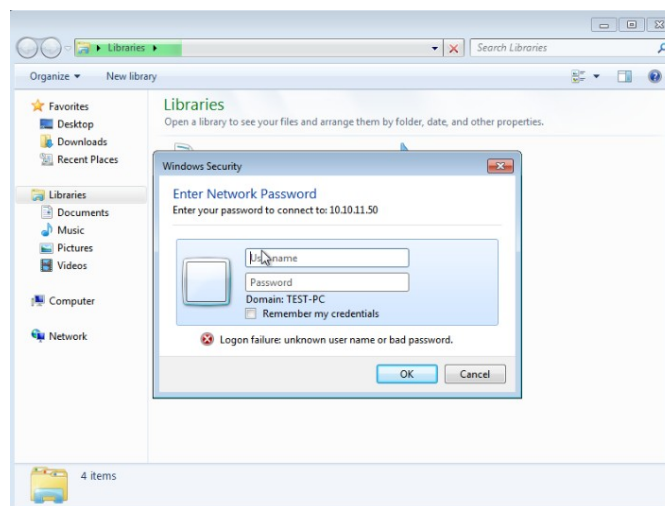 Libraries
Search Libraries
Organize
New library
Favorites
Desktop
Downloads
Recent Places
Libraries
Documents
Music
Pictures
Videos
Computer
Network
Libraries
Open a library to see your files and arrange them by folder, date, and other properties.
Windows Security
Enter Network Password
Enter your password to connect to: 10.10.11.50
User name
Password
Domain: TEST-PC
Remember my credentials
Logon failure: unknown user name or bad password.
OK
Cancel
4 items